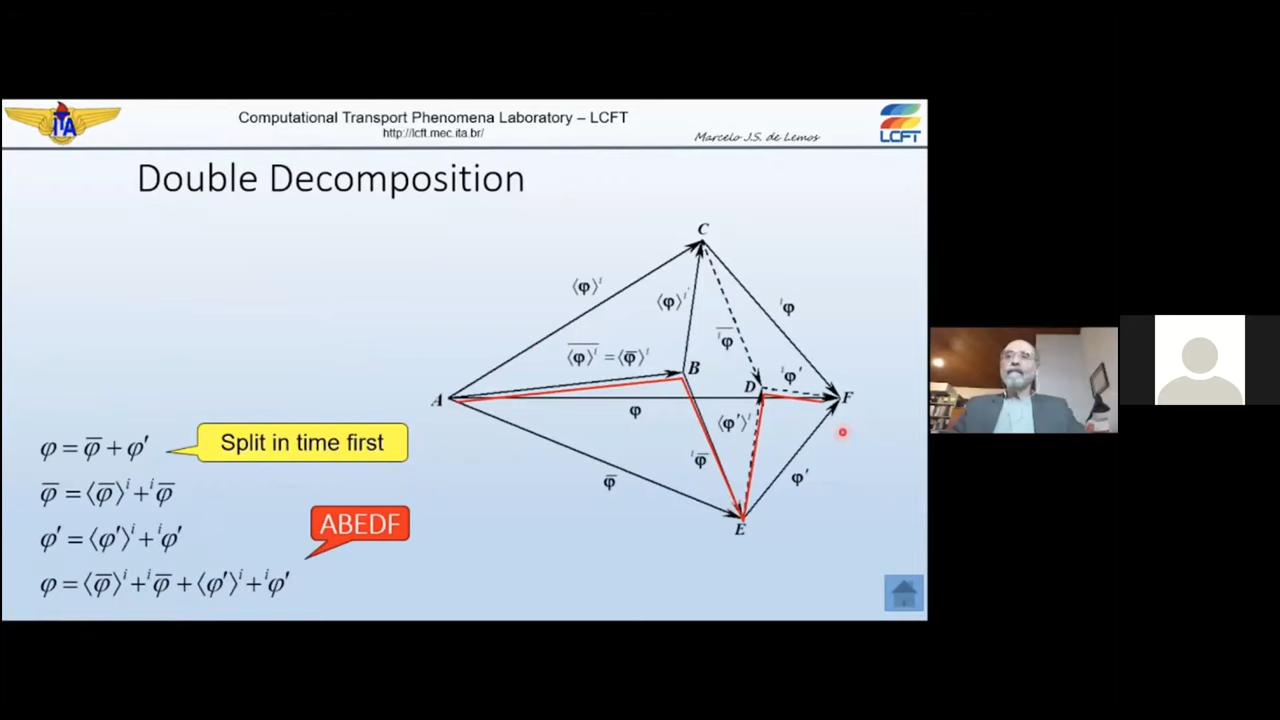 ITA
Computational Transport Phenomena Laboratory – LCFT
http://lcft.mec.ita.br/
Marcelo J.S. de Lemos
LCFT
Double Decomposition
C
⟨φ⟩ⁱ
⟨φ⟩ⁱ′
ⁱφ
ⁱφ̅
⟨φ⟩ⁱ̅ = ⟨φ̅⟩ⁱ
B
D
ⁱφ′
A
F
φ
⟨φ′⟩ⁱ
ⁱφ̅
φ̅
φ′
E
φ = φ̅ + φ′
Split in time first
φ̅ = ⟨φ̅⟩ⁱ + ⁱφ̅
φ′ = ⟨φ′⟩ⁱ + ⁱφ′
ABEDF
φ = ⟨φ̅⟩ⁱ + ⁱφ̅ + ⟨φ′⟩ⁱ + ⁱφ′